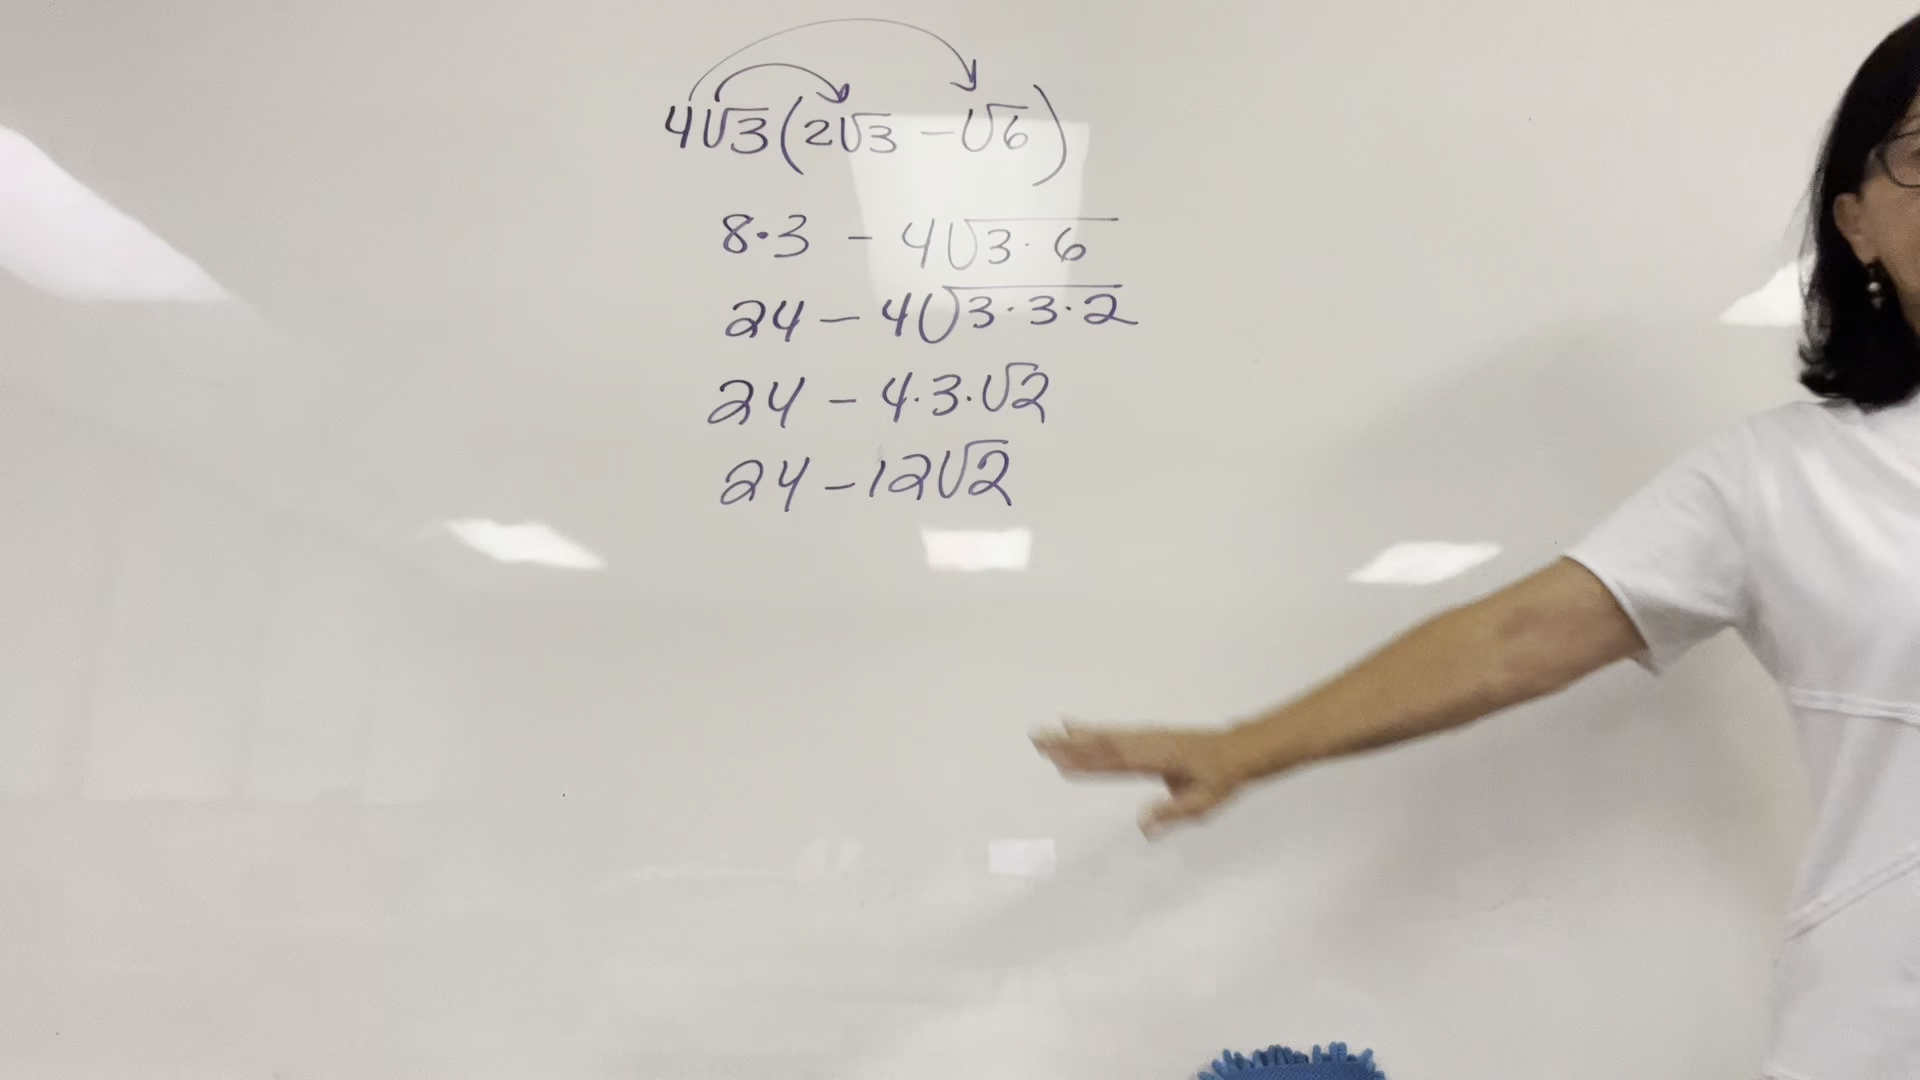 4√3(2√3 - √6)
8·3 - 4√3·6
24 - 4√3·3·2
24 - 4·3·√2
24 - 12√2